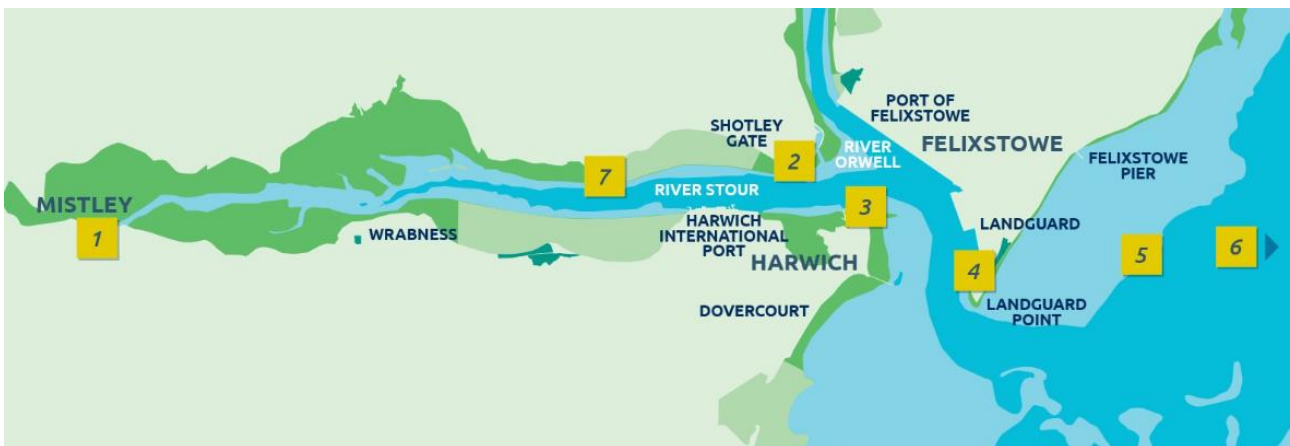 PORT OF
FELIXSTOWE
SHOTLEY
GATE
2
RIVER
ORWELL
FELIXSTOWE
FELIXSTOWE
PIER
7
RIVER STOUR
MISTLEY
1
WRABNESS
HARWICH
INTERNATIONAL
PORT
3
HARWICH
LANDGUARD
4
5
6
DOVERCOURT
LANDGUARD
POINT